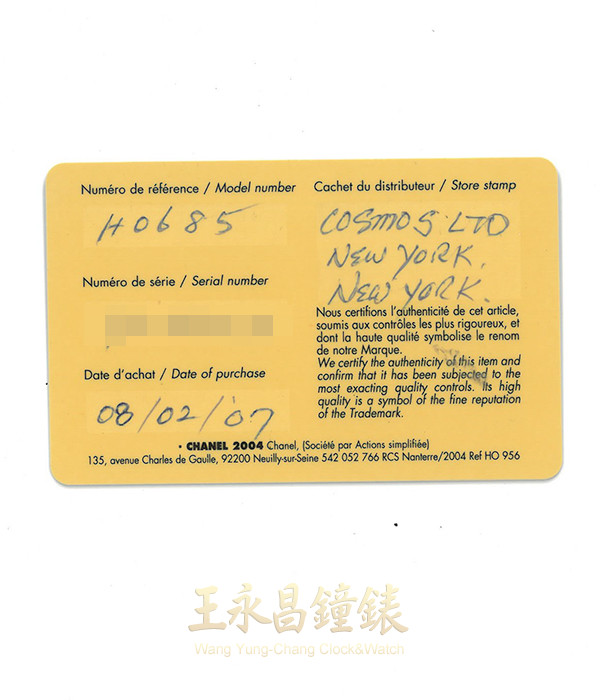 Numéro de référence / Model number
H0685
Numéro de série / Serial number
Date d'achat / Date of purchase
08/02/'07
Cachet du distributeur / Store stamp
COSMOS LTD
NEW YORK,
NEW YORK.
Nous certifions l'authenticité de cet article,
soumis aux contrôles les plus rigoureux, et
dont la haute qualité symbolise le renom
de notre Marque.
We certify the authenticity of this item and
confirm that it has been subjected to the
most exacting quality controls. Its high
quality is a symbol of the fine reputation
of the Trademark.
• CHANEL 2004 Chanel, (Société par Actions simplifiée)
135, avenue Charles de Gaulle, 92200 Neuilly-sur-Seine 542 052 766 RCS Nanterre/2004 Ref HO 956
王永昌鐘錶
Wang Yung-Chang Clock&Watch